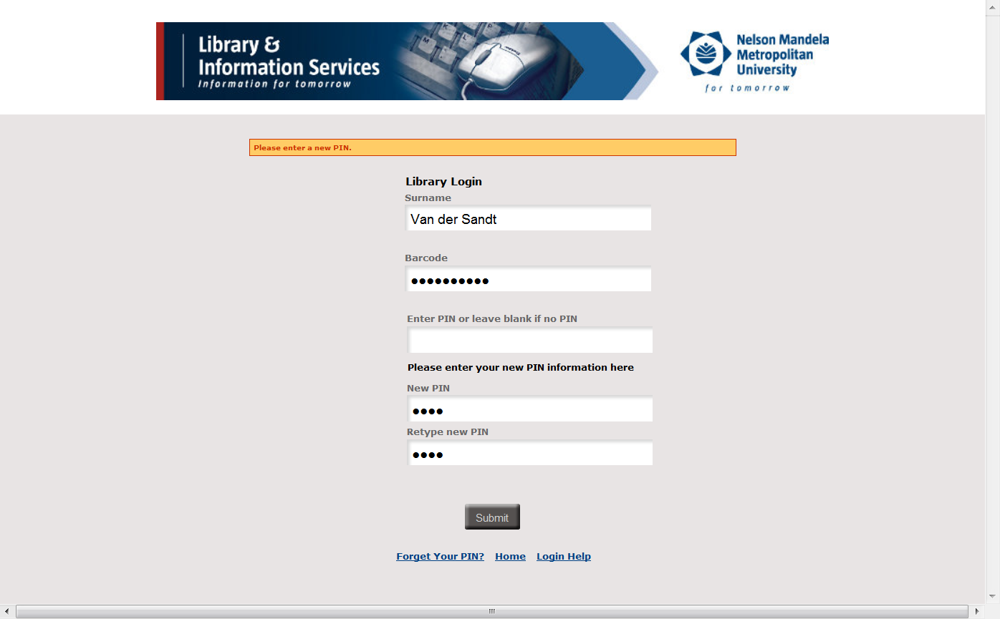 Library &
Information Services
Information for tomorrow
Nelson Mandela
Metropolitan
University
for tomorrow
Please enter a new PIN.
Library Login
Surname
Van der Sandt
Barcode
●●●●●●●●●●
Enter PIN or leave blank if no PIN
Please enter your new PIN information here
New PIN
●●●●
Retype new PIN
●●●●
Submit
Forget Your PIN? Home Login Help